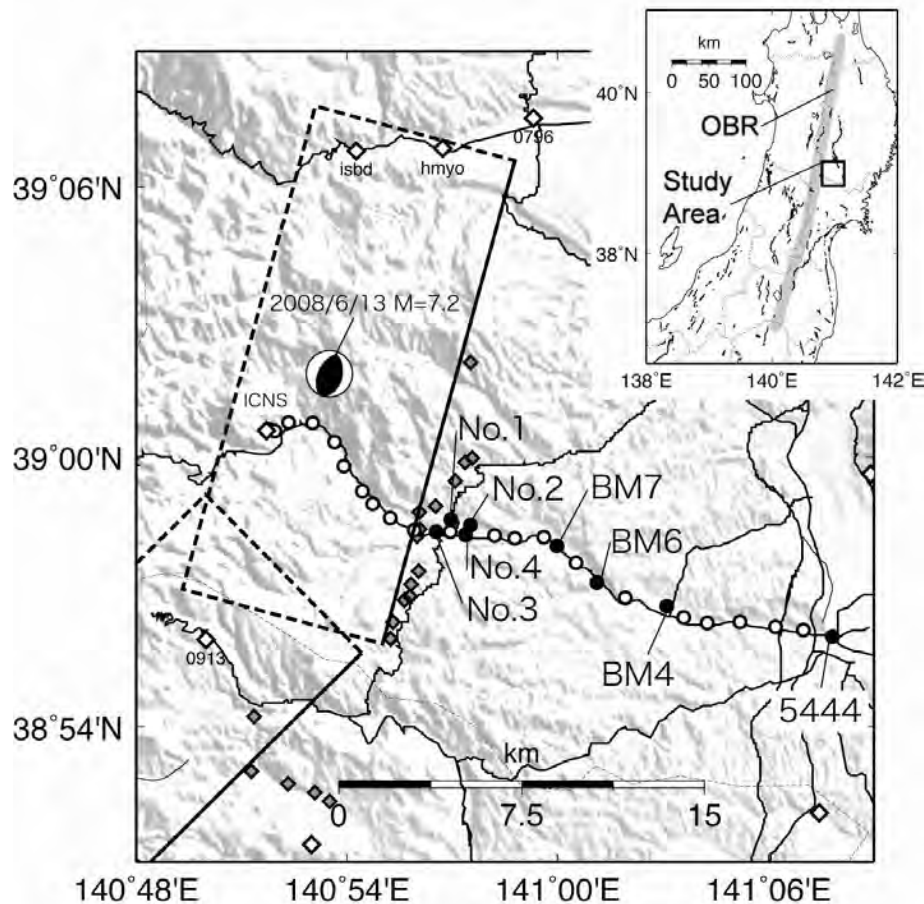 km
0 50 100
40°N
OBR
Study
Area
38°N
138°E
140°E
142°E
0796
isbd
hmyo
39°06'N
2008/6/13 M=7.2
ICNS
39°00'N
No.1
No.2
BM7
No.4
BM6
No.3
0913
BM4
5444
38°54'N
km
0
7.5
15
140°48'E
140°54'E
141°00'E
141°06'E